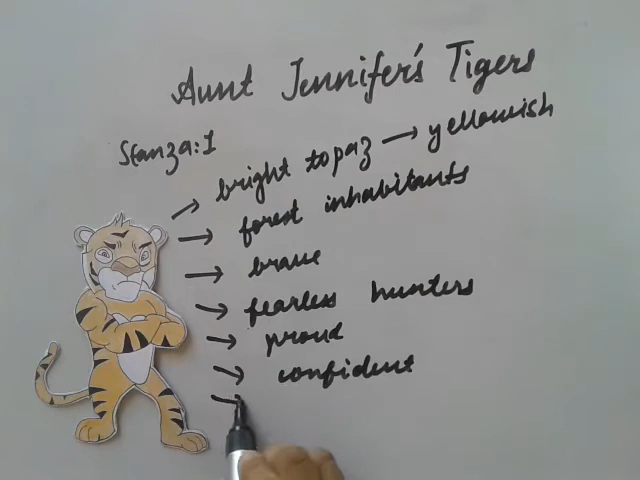 Aunt Jennifer's Tigers
Stanza:1
→ bright topaz → yellowish
→ forest inhabitants
→ brave
→ fearless hunters
→ proud
→ confident
→